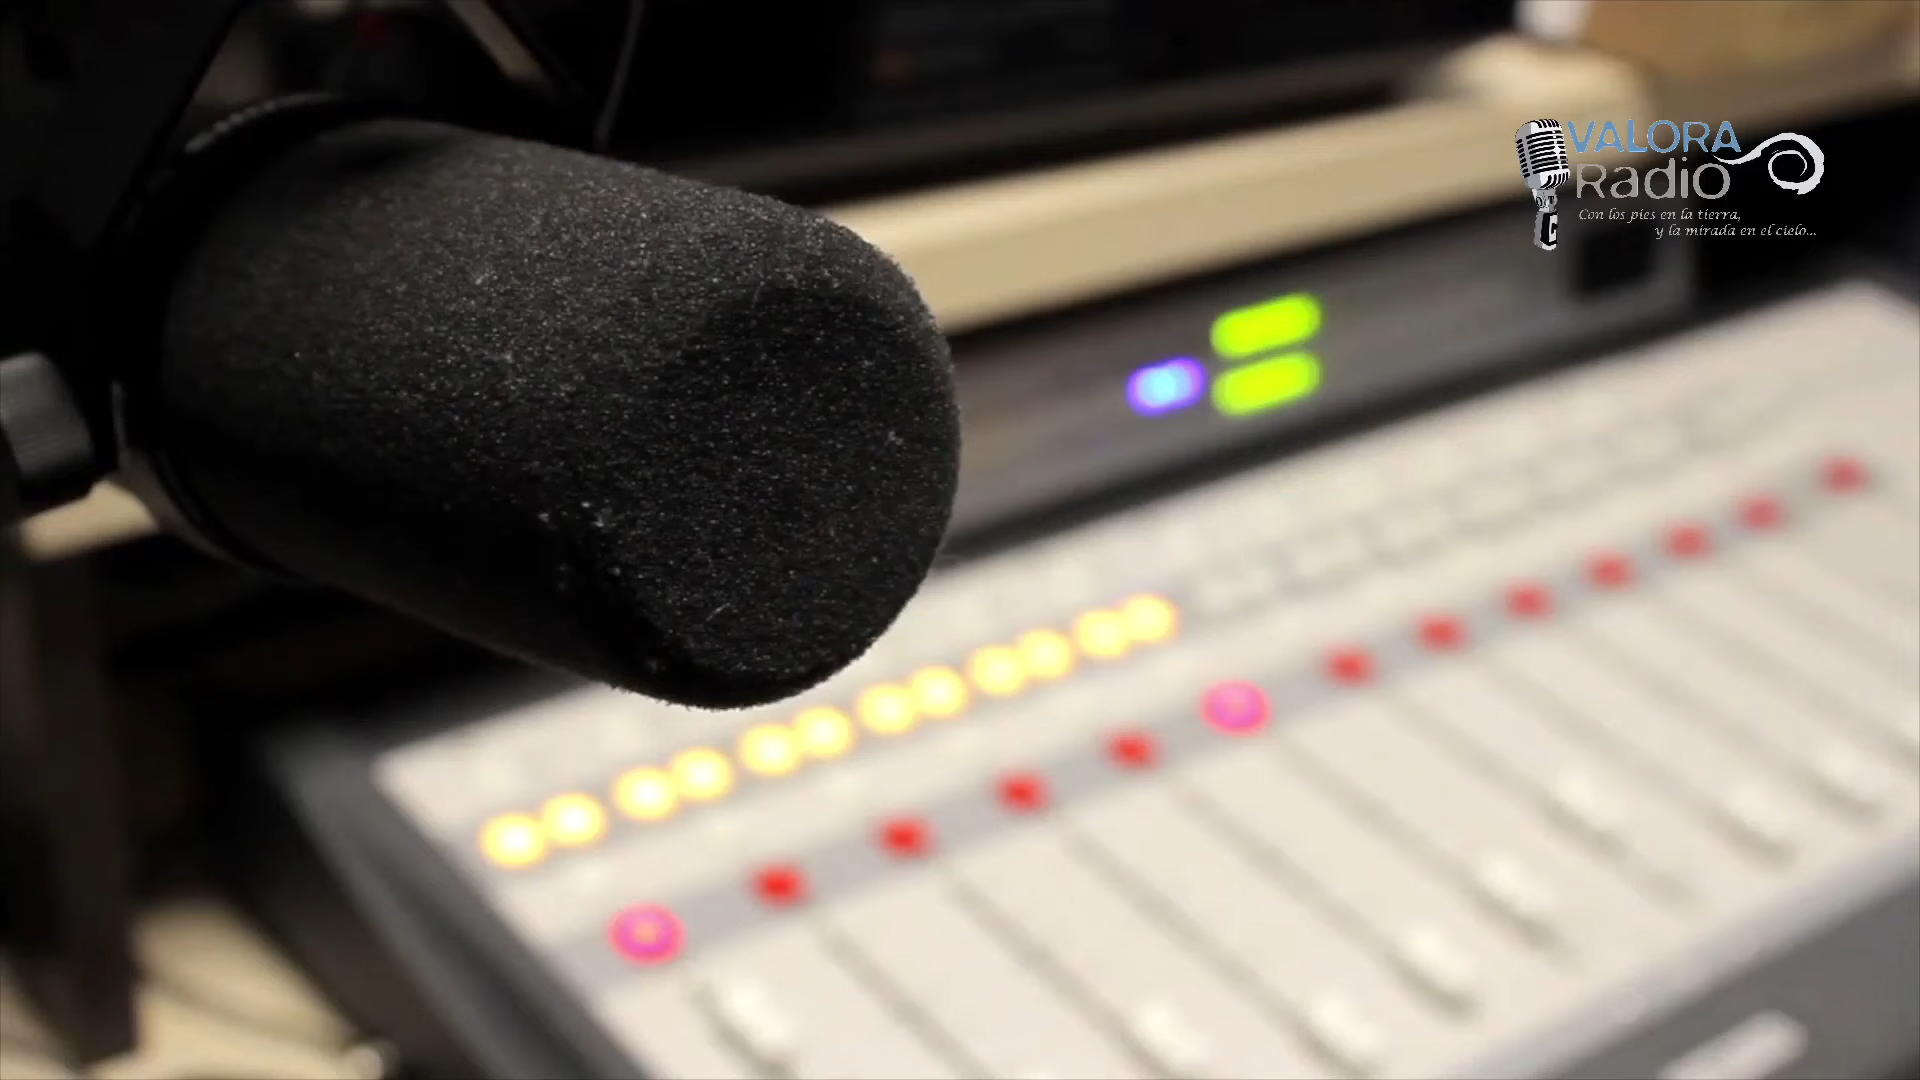 VALORA
Radio
Con los pies en la tierra,
y la mirada en el cielo...